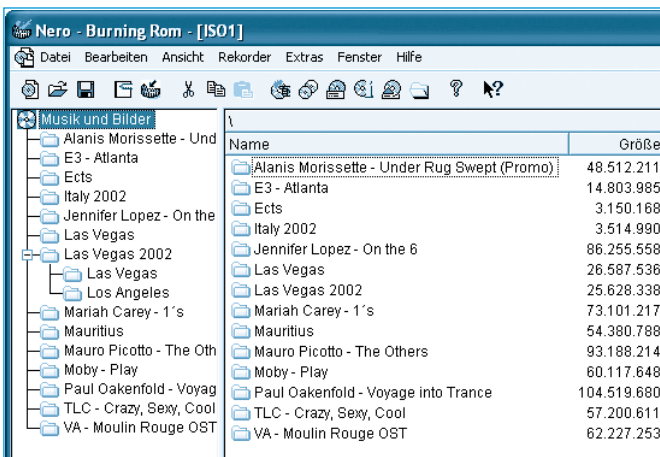 Nero - Burning Rom - [ISO1]
Datei Bearbeiten Ansicht Rekorder Extras Fenster Hilfe
Musik und Bilder
Alanis Morissette - Und
E3 - Atlanta
Ects
Italy 2002
Jennifer Lopez - On the
Las Vegas
Las Vegas 2002
Las Vegas
Los Angeles
Mariah Carey - 1´s
Mauritius
Mauro Picotto - The Oth
Moby - Play
Paul Oakenfold - Voyag
TLC - Crazy, Sexy, Cool
VA - Moulin Rouge OST
\
Name Größe
Alanis Morissette - Under Rug Swept (Promo) 48.512.211
E3 - Atlanta 14.803.985
Ects 3.150.168
Italy 2002 3.514.990
Jennifer Lopez - On the 6 86.255.558
Las Vegas 26.587.536
Las Vegas 2002 25.628.338
Mariah Carey - 1´s 73.101.217
Mauritius 54.380.788
Mauro Picotto - The Others 93.188.214
Moby - Play 60.117.648
Paul Oakenfold - Voyage into Trance 104.519.680
TLC - Crazy, Sexy, Cool 57.200.611
VA - Moulin Rouge OST 62.227.253